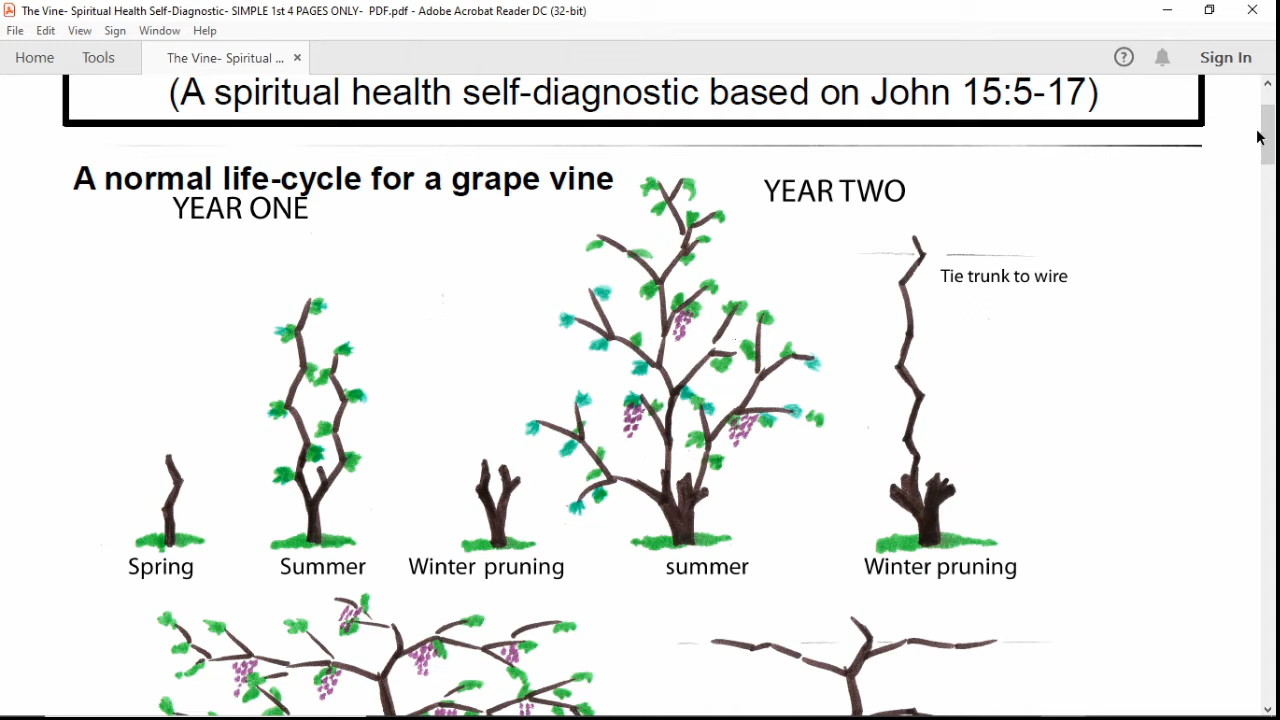 The Vine- Spiritual Health Self-Diagnostic- SIMPLE 1st 4 PAGES ONLY-  PDF.pdf - Adobe Acrobat Reader DC (32-bit)
File Edit View Sign Window Help
Home Tools The Vine- Spiritual ... × Sign In
(A spiritual health self-diagnostic based on John 15:5-17)
A normal life-cycle for a grape vine
YEAR ONE YEAR TWO
Tie trunk to wire
Spring Summer Winter pruning summer Winter pruning